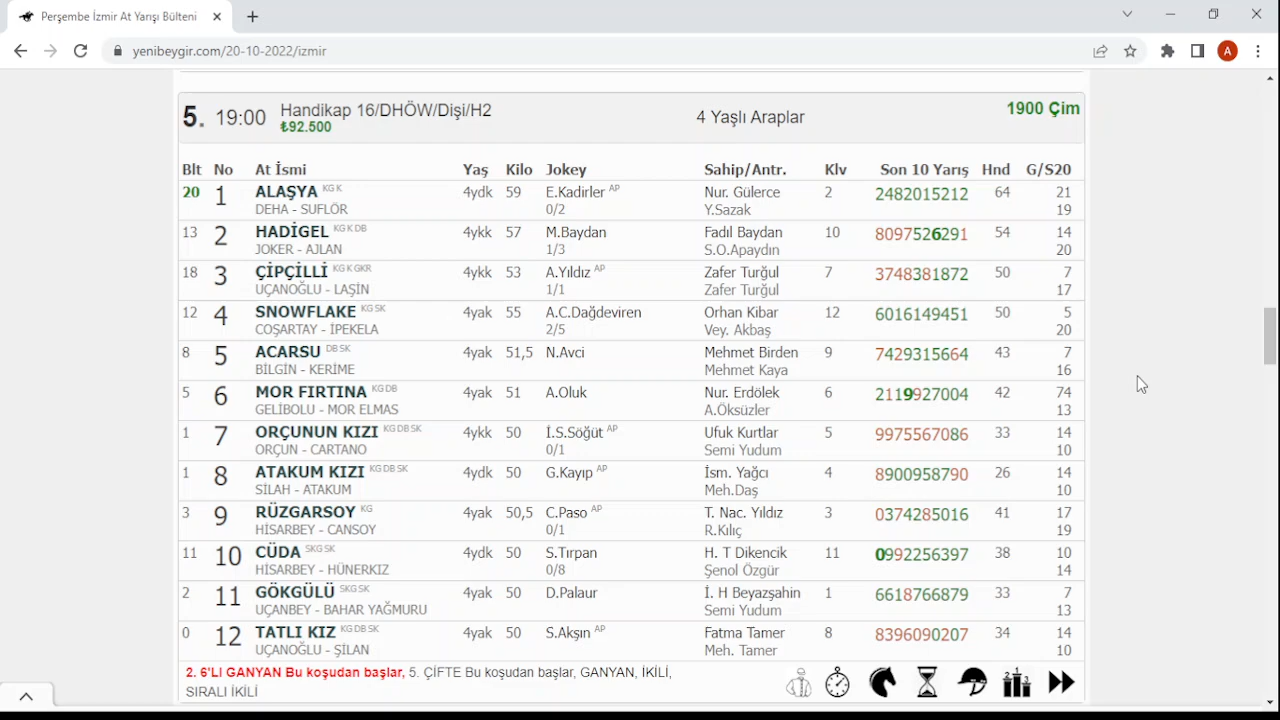 Perşembe İzmir At Yarışı Bülteni
yenibeygir.com/20-10-2022/izmir
A
5. 19:00 Handikap 16/DHÖW/Dişi/H2 4 Yaşlı Araplar 1900 Çim
₺92.500
Blt No At İsmi Yaş Kilo Jokey Sahip/Antr. Klv Son 10 Yarış Hnd G/S20
20 1 ALAŞYA KG K 4ydk 59 E.Kadirler AP Nur. Gülerce 2 2482015212 64 21
DEHA - SUFLÖR 0/2 Y.Sazak 19
13 2 HADİGEL KG K DB 4ykk 57 M.Baydan Fadıl Baydan 10 8097526291 54 14
JOKER - AJLAN 1/3 S.O.Apaydın 20
18 3 ÇİPÇİLLİ KG K GKR 4ykk 53 A.Yıldız AP Zafer Turğul 7 3748381872 50 7
UÇANOĞLU - LAŞİN 1/1 Zafer Turğul 17
12 4 SNOWFLAKE KG SK 4yak 55 A.C.Dağdeviren Orhan Kibar 12 6016149451 50 5
COŞARTAY - İPEKELA 2/5 Vey. Akbaş 20
8 5 ACARSU DB SK 4yak 51,5 N.Avci Mehmet Birden 9 7429315664 43 7
BİLGİN - KERİME Mehmet Kaya 16
5 6 MOR FIRTINA KG DB 4yak 51 A.Oluk Nur. Erdölek 6 2119927004 42 74
GELİBOLU - MOR ELMAS A.Öksüzler 13
1 7 ORÇUNUN KIZI KG DB SK 4ykk 50 İ.S.Söğüt AP Ufuk Kurtlar 5 9975567086 33 14
ORÇUN - CARTANO 0/1 Semi Yudum 10
1 8 ATAKUM KIZI KG DB SK 4ydk 50 G.Kayıp AP İsm. Yağcı 4 8900958790 26 14
SİLAH - ATAKUM Meh.Daş 10
3 9 RÜZGARSOY KG 4yak 50,5 C.Paso AP T. Nac. Yıldız 3 0374285016 41 17
HİSARBEY - CANSOY 0/1 R.Kılıç 19
11 10 CÜDA SKG SK 4ydk 50 S.Tırpan H. T Dikencik 11 0992256397 38 10
HİSARBEY - HÜNERKIZ 0/8 Şenol Özgür 14
2 11 GÖKGÜLÜ SKG SK 4yak 50 D.Palaur İ. H Beyazşahin 1 6618766879 33 7
UÇANBEY - BAHAR YAĞMURU Semi Yudum 13
0 12 TATLI KIZ KG DB SK 4yak 50 S.Akşın AP Fatma Tamer 8 8396090207 34 14
UÇANOĞLU - ŞİLAN Meh. Tamer 10
2. 6'LI GANYAN Bu koşudan başlar, 5. ÇİFTE Bu koşudan başlar, GANYAN, İKİLİ,
SIRALI İKİLİ